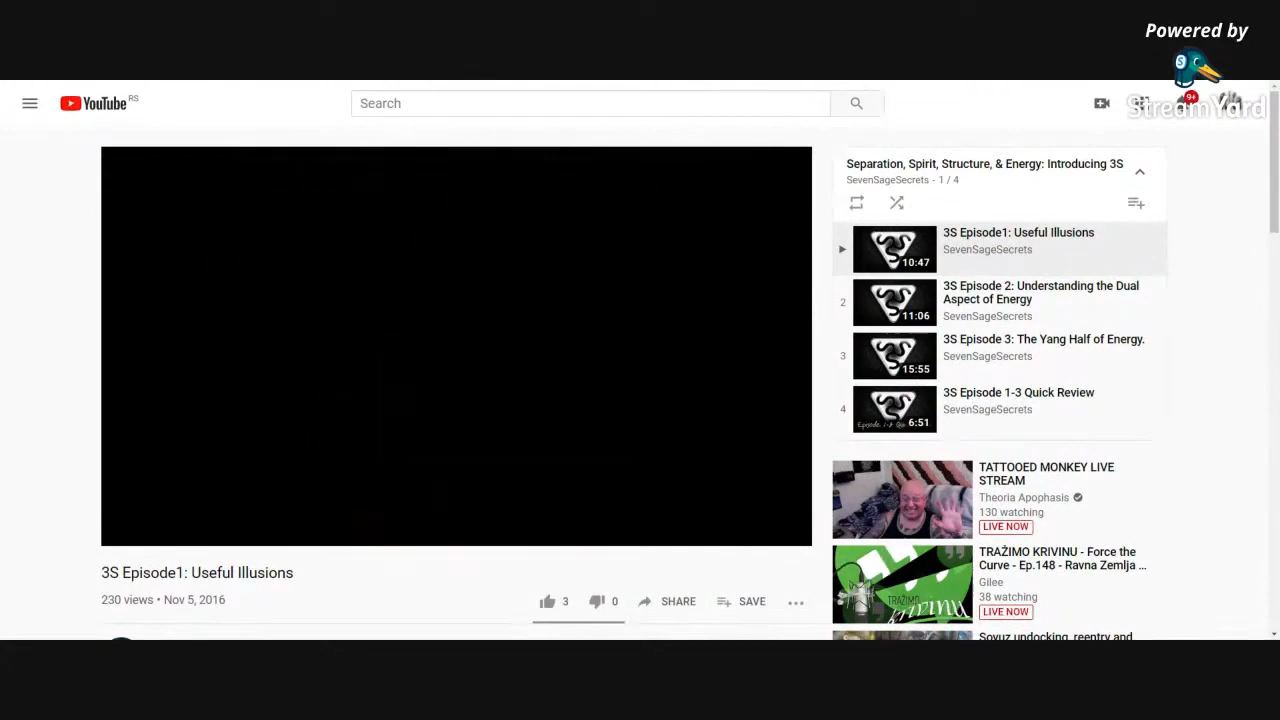 Powered by
StreamYard
YouTube RS
Search
9+
Separation, Spirit, Structure, & Energy: Introducing 3S
SevenSageSecrets - 1 / 4
3S Episode1: Useful Illusions
SevenSageSecrets
10:47
2
3S Episode 2: Understanding the Dual
Aspect of Energy
SevenSageSecrets
11:06
3
3S Episode 3: The Yang Half of Energy.
SevenSageSecrets
15:55
4
3S Episode 1-3 Quick Review
SevenSageSecrets
6:51
TATTOOED MONKEY LIVE
STREAM
Theoria Apophasis
130 watching
LIVE NOW
TRAŽIMO KRIVINU - Force the
Curve - Ep.148 - Ravna Zemlja ...
Gilee
38 watching
LIVE NOW
TRAŽIMO
krivinu
Soyuz undocking, reentry and
3S Episode1: Useful Illusions
230 views • Nov 5, 2016
3
0
SHARE
SAVE